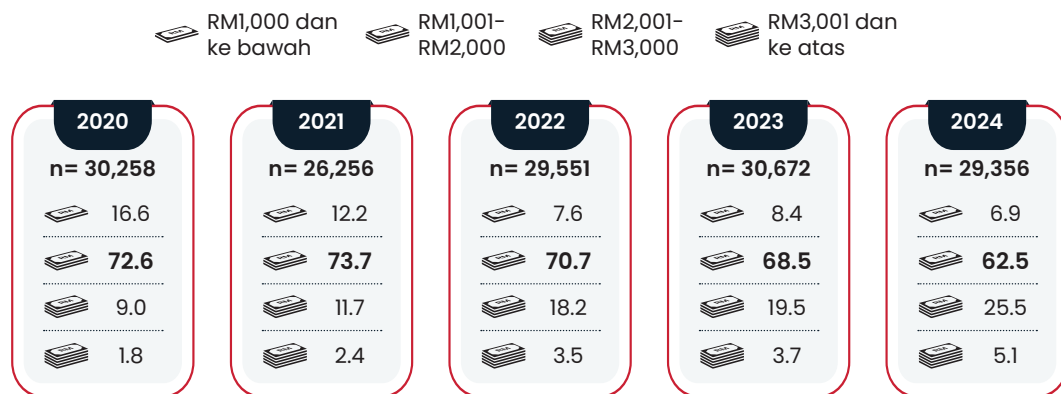 RM1,000 dan
ke bawah
RM1,001-
RM2,000
RM2,001-
RM3,000
RM3,001 dan
ke atas
2020
n= 30,258
16.6
72.6
9.0
1.8
2021
n= 26,256
12.2
73.7
11.7
2.4
2022
n= 29,551
7.6
70.7
18.2
3.5
2023
n= 30,672
8.4
68.5
19.5
3.7
2024
n= 29,356
6.9
62.5
25.5
5.1